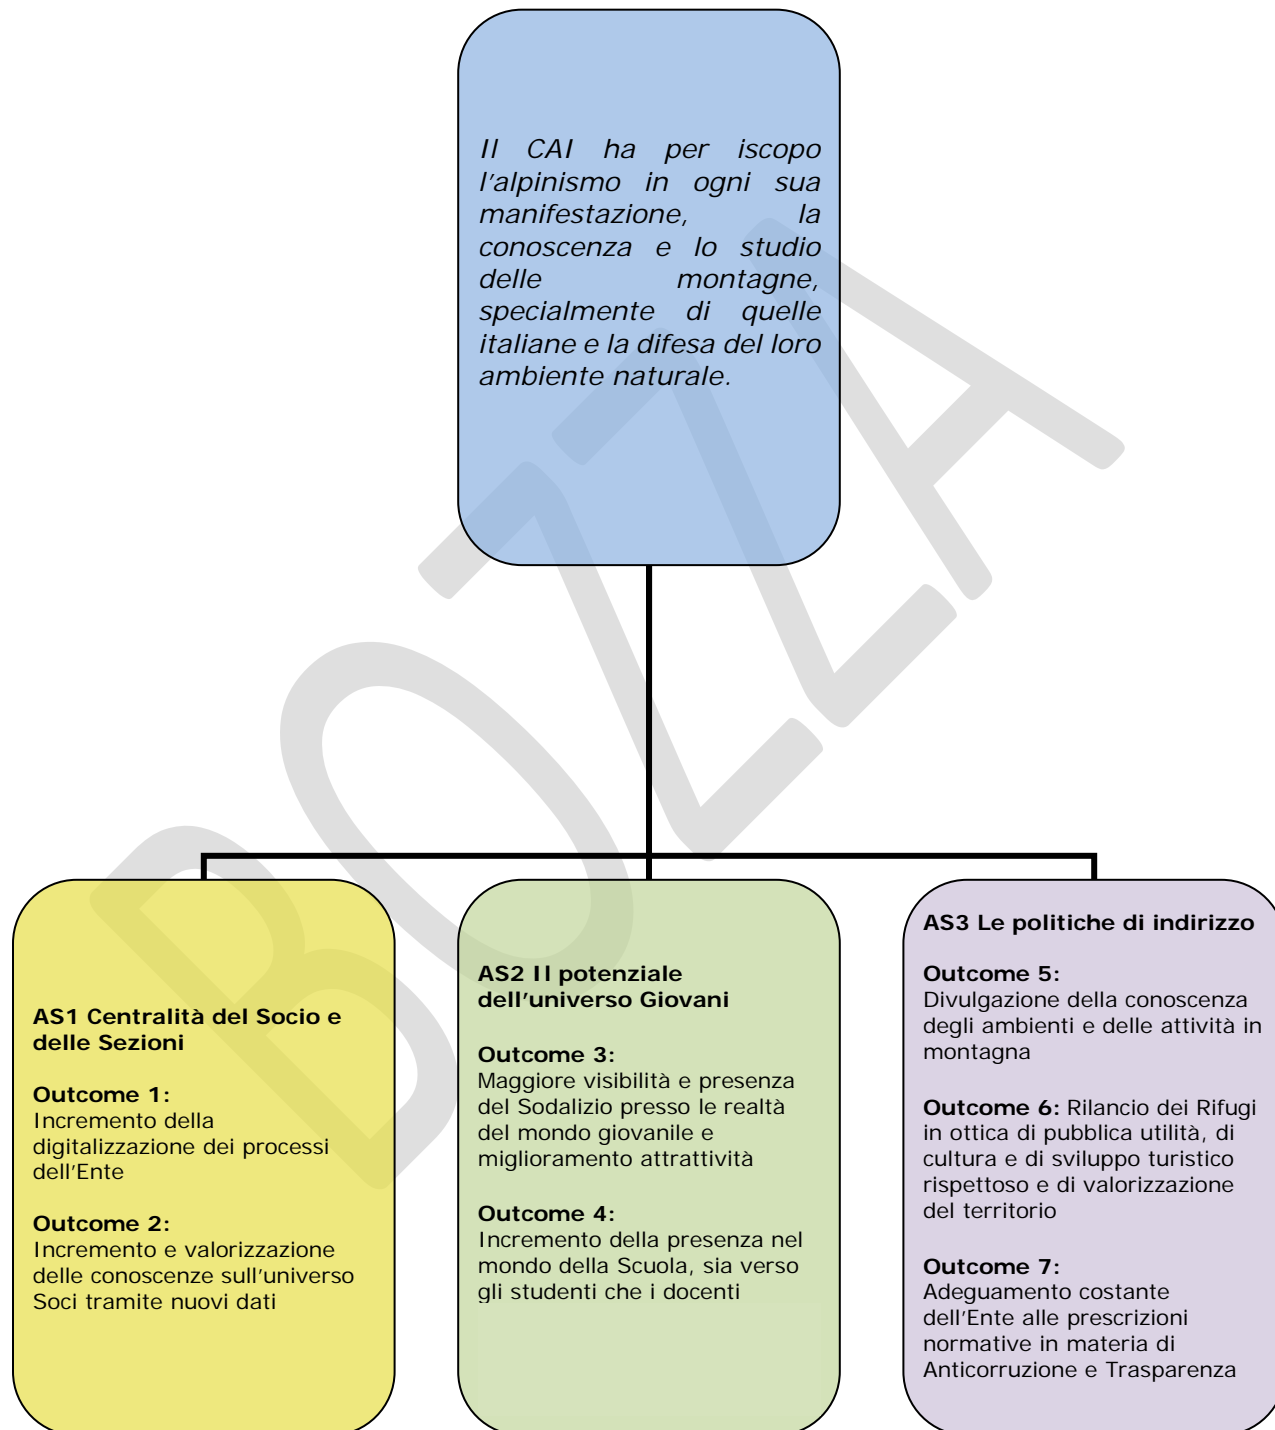 Il CAI ha per iscopo
l'alpinismo in ogni sua
manifestazione, la
conoscenza e lo studio
delle montagne,
specialmente di quelle
italiane e la difesa del loro
ambiente naturale.
BOZZA
AS1 Centralità del Socio e
delle Sezioni
Outcome 1:
Incremento della
digitalizzazione dei processi
dell'Ente
Outcome 2:
Incremento e valorizzazione
delle conoscenze sull'universo
Soci tramite nuovi dati
AS2 Il potenziale
dell'universo Giovani
Outcome 3:
Maggiore visibilità e presenza
del Sodalizio presso le realtà
del mondo giovanile e
miglioramento attrattività
Outcome 4:
Incremento della presenza nel
mondo della Scuola, sia verso
gli studenti che i docenti
AS3 Le politiche di indirizzo
Outcome 5:
Divulgazione della conoscenza
degli ambienti e delle attività in
montagna
Outcome 6: Rilancio dei Rifugi
in ottica di pubblica utilità, di
cultura e di sviluppo turistico
rispettoso e di valorizzazione
del territorio
Outcome 7:
Adeguamento costante
dell'Ente alle prescrizioni
normative in materia di
Anticorruzione e Trasparenza